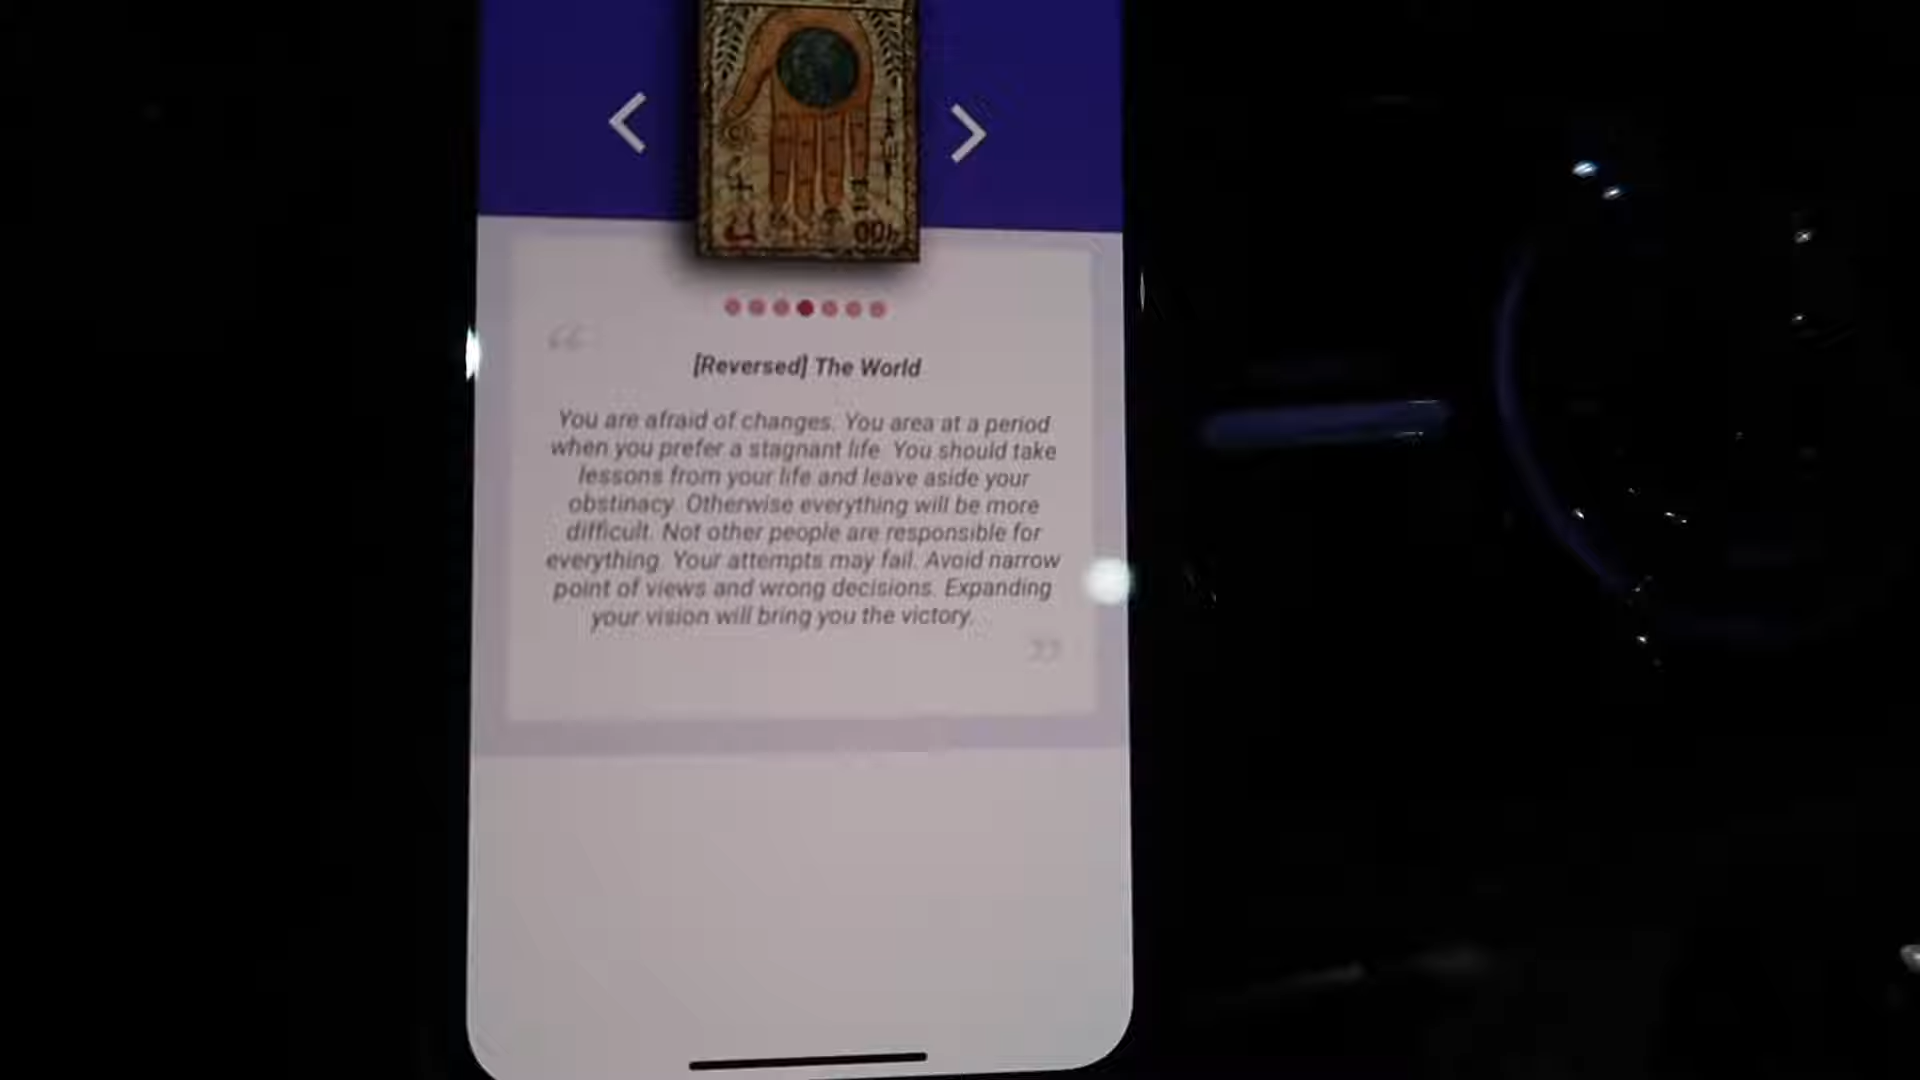 [Reversed] The World
You are afraid of changes. You area at a period
when you prefer a stagnant life. You should take
lessons from your life and leave aside your
obstinacy. Otherwise everything will be more
difficult. Not other people are responsible for
everything. Your attempts may fail. Avoid narrow
point of views and wrong decisions. Expanding
your vision will bring you the victory.